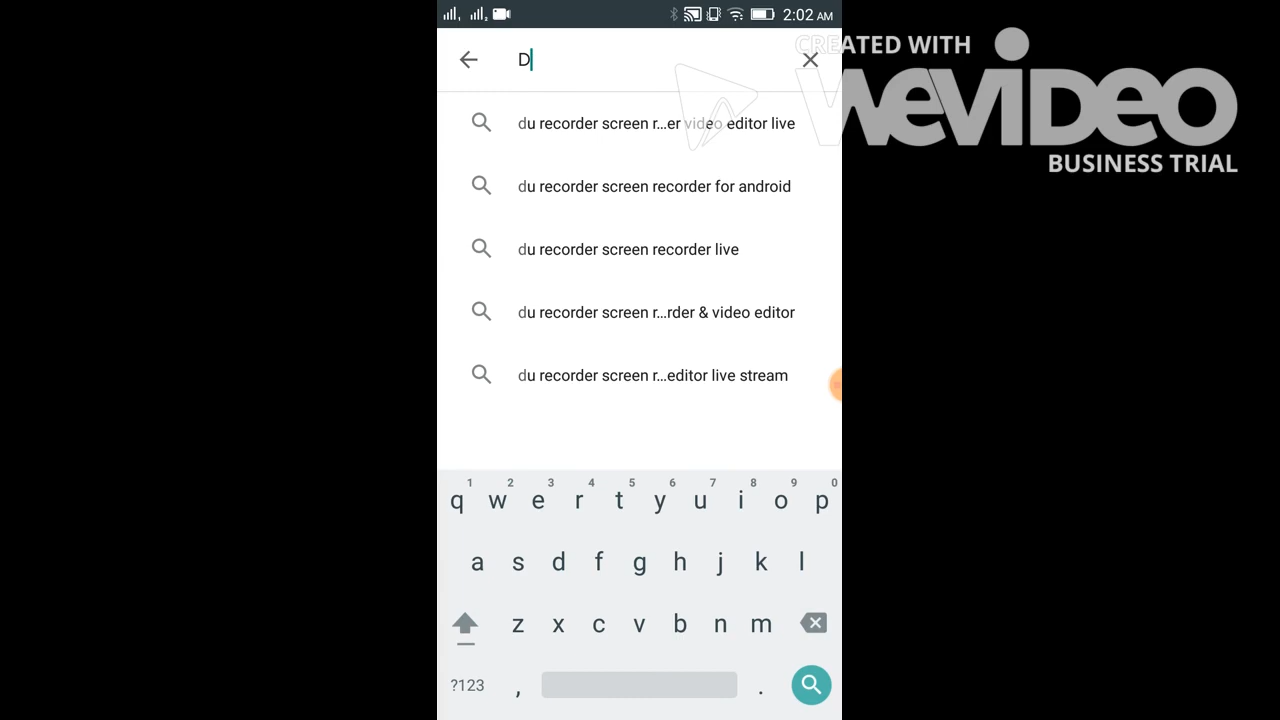 2:02 AM
CREATED WITH
WeVideo
BUSINESS TRIAL
D
du recorder screen r...er video editor live
du recorder screen recorder for android
du recorder screen recorder live
du recorder screen r...rder & video editor
du recorder screen r...editor live stream
1 2 3 4 5 6 7 8 9 0
q w e r t y u i o p
a s d f g h j k l
z x c v b n m
?123 , .